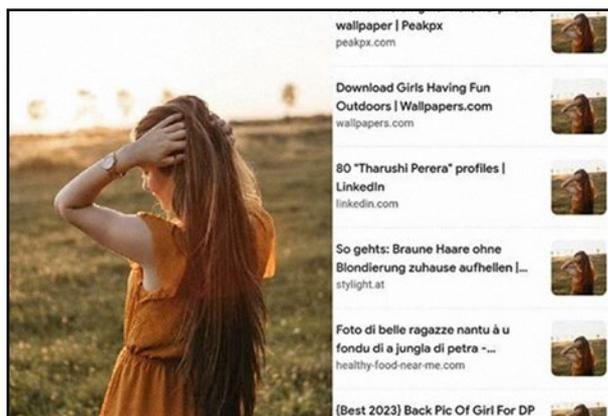 wallpaper | Peakpx
peakpx.com
Download Girls Having Fun
Outdoors | Wallpapers.com
wallpapers.com
80 "Tharushi Perera" profiles |
LinkedIn
linkedin.com
So gehts: Braune Haare ohne
Blondierung zuhause aufhellen |...
stylight.at
Foto di belle ragazze nantu à u
fondu di a jungla di petra -...
healthy-food-near-me.com
{Best 2023} Back Pic Of Girl For DP